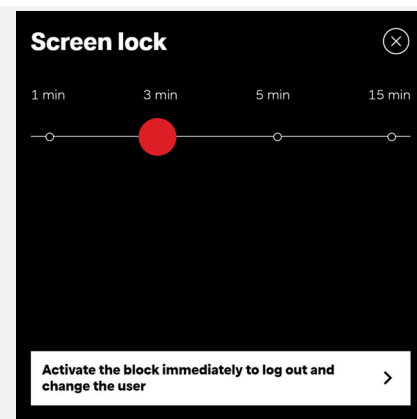 Screen lock
1 min 3 min 5 min 15 min
Activate the block immediately to log out and
change the user